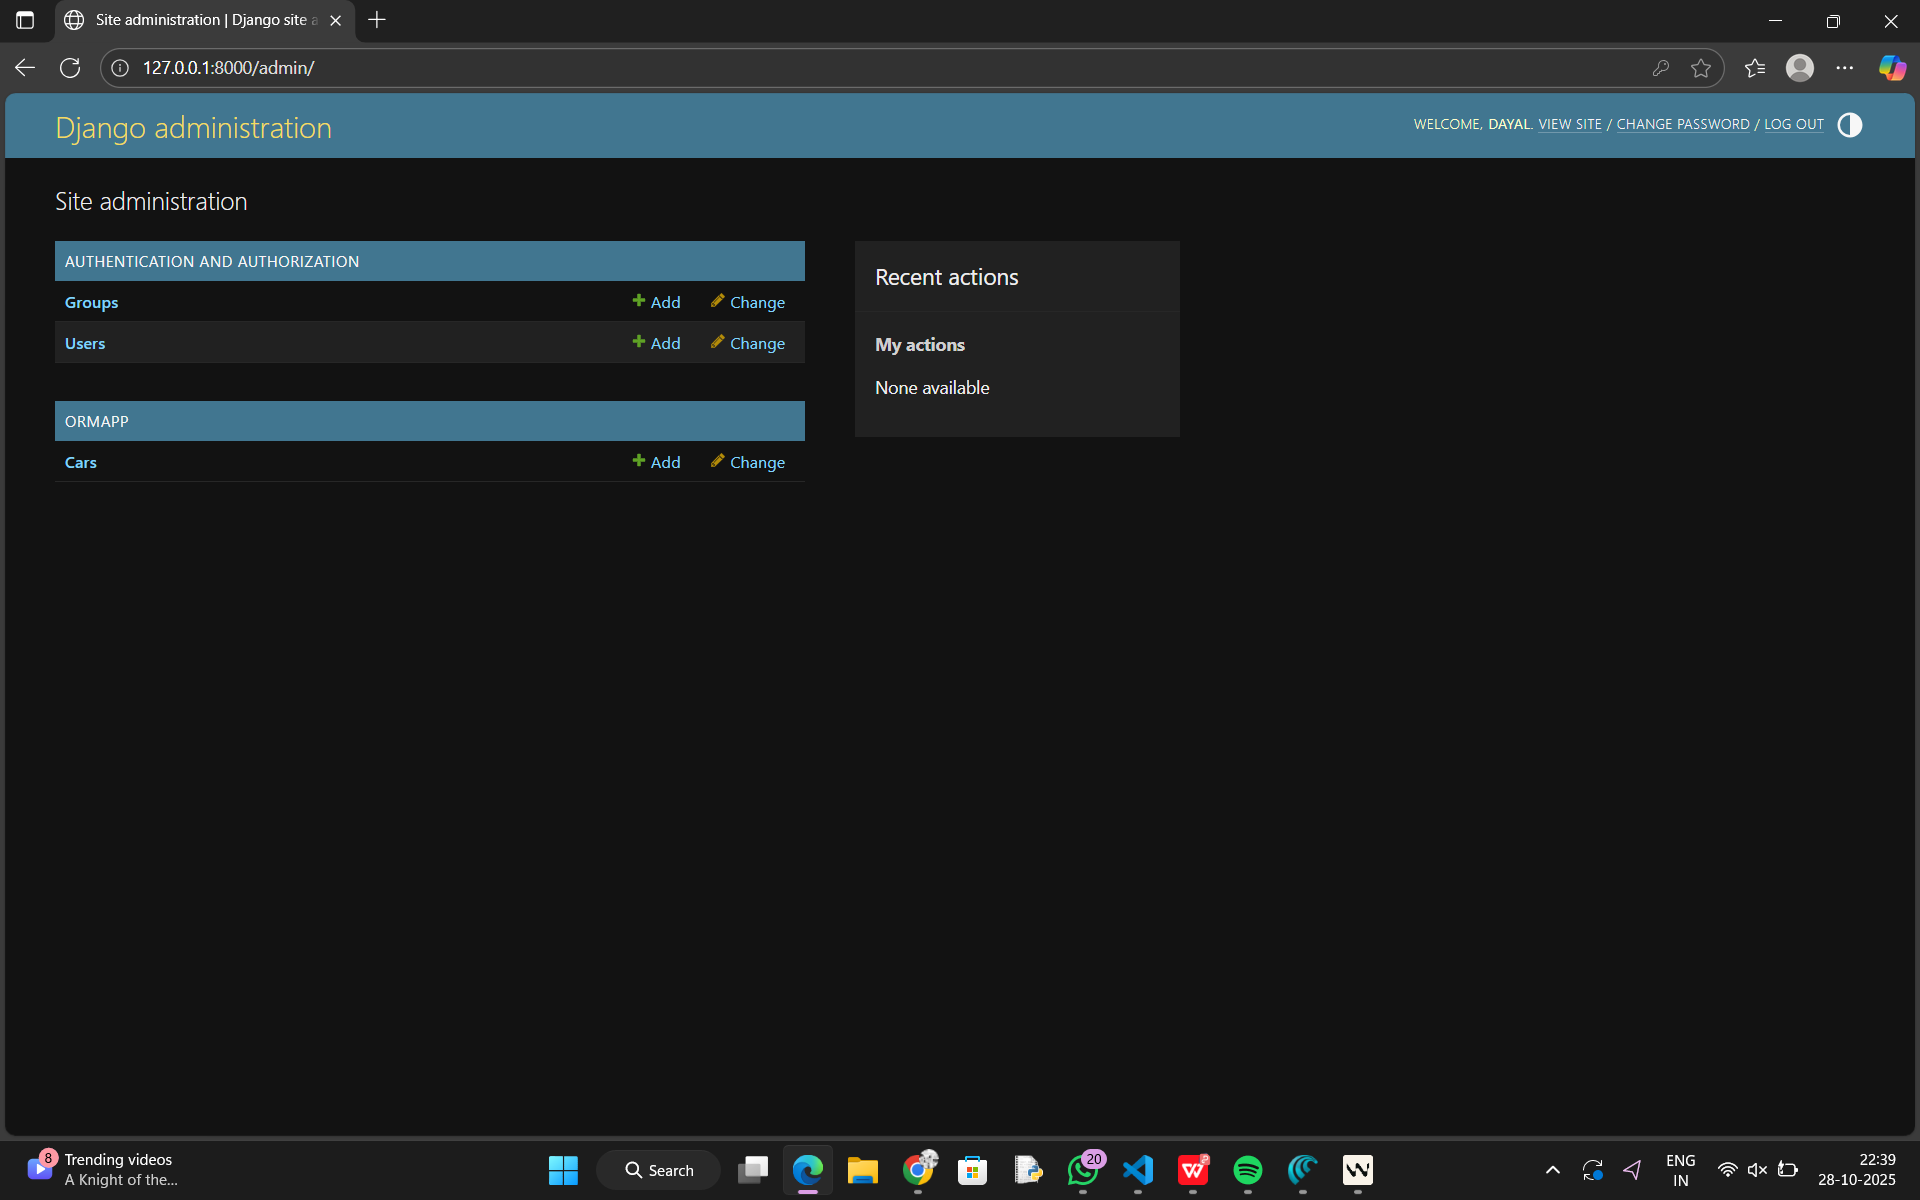 Site administration | Django site a
127.0.0.1:8000/admin/
Django administration
WELCOME, DAYAL. VIEW SITE / CHANGE PASSWORD / LOG OUT
Site administration
AUTHENTICATION AND AUTHORIZATION
Groups Add Change
Users Add Change
ORMAPP
Cars Add Change
Recent actions
My actions
None available
8
Trending videos
A Knight of the...
Search
20
ENG
IN
22:39
28-10-2025